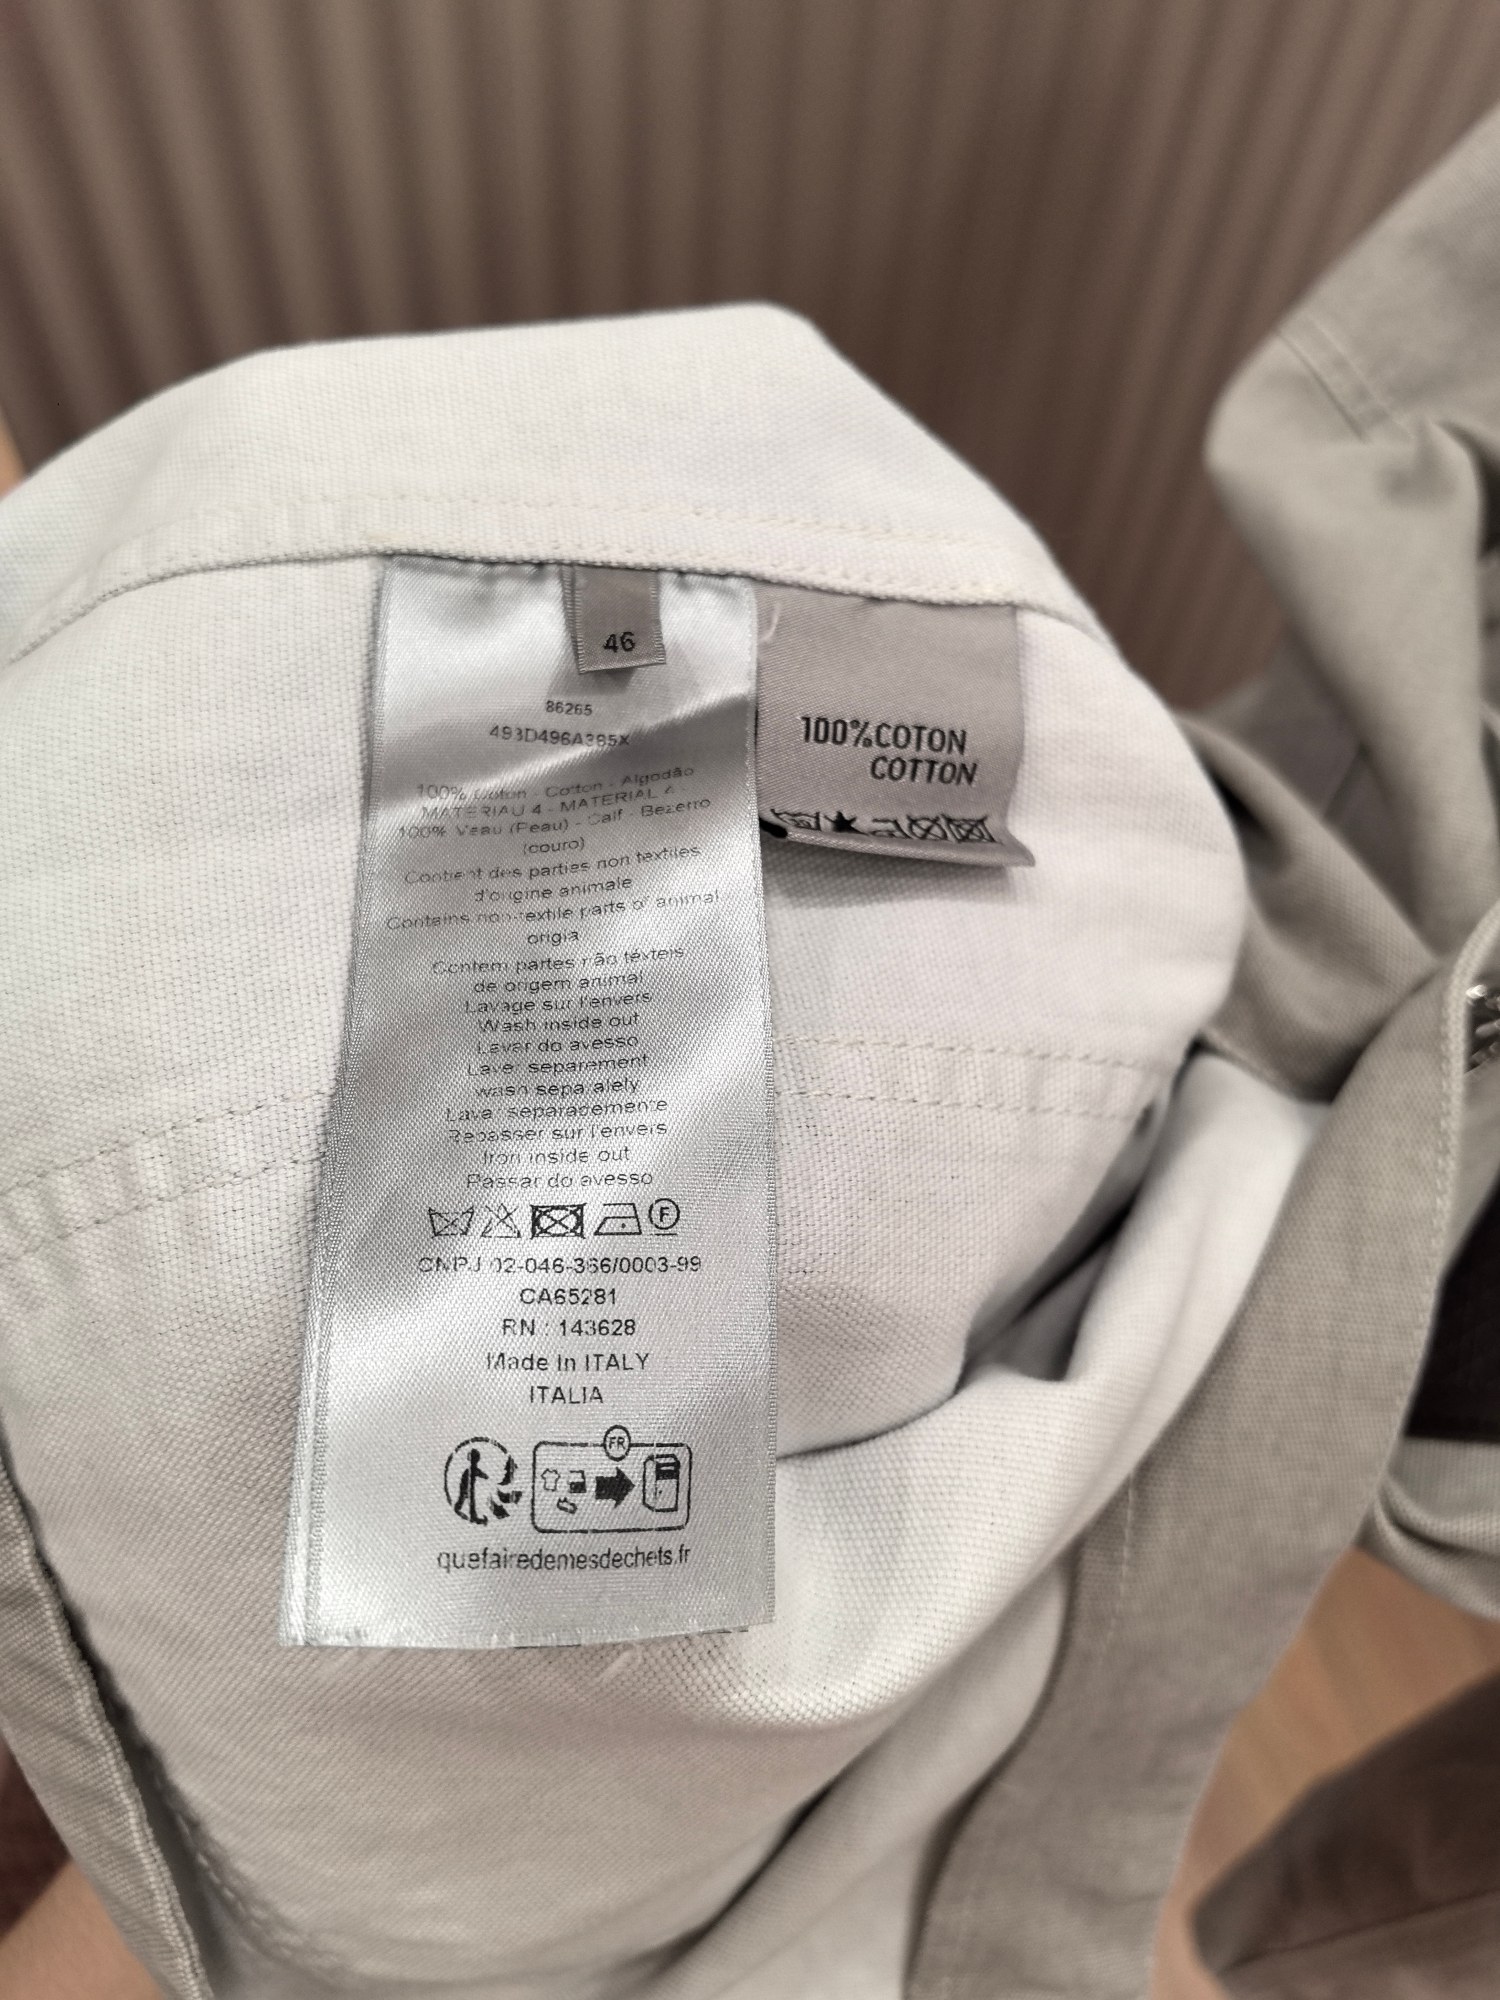 46
86265
493D496A395X
100% Coton - Cotton - Algodão
MATERIAU 4 - MATERIAL 4
100% Veau (Peau) - Calf - Bezerro
(couro)
Contient des parties non textiles
d'origine animale
Contains non-textile parts of animal
origia
Contem partes não têxteis
de origem animal
Lavage sur l'envers
Wash inside out
Lavar do avesso
Laver separement
wash separately
Lavar separadamente
Repasser sur l'envers
Iron inside out
Passar do avesso
F
CNPJ 02-046-366/0003-99
CA65281
RN : 143628
Made In ITALY
ITALIA
FR
quefairedemesdechets.fr
100%COTON
COTTON